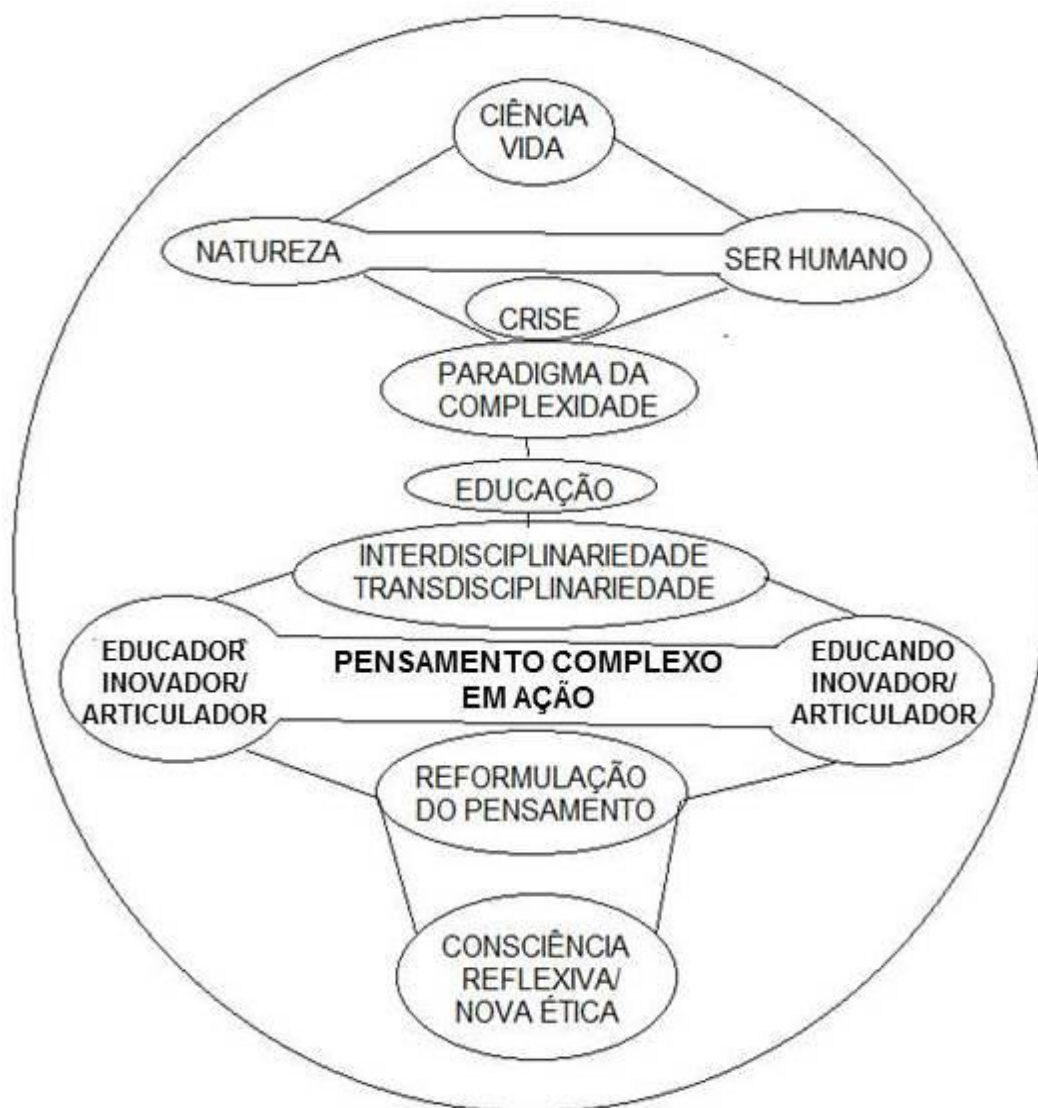 CIÊNCIA
VIDA
NATUREZA
SER HUMANO
CRISE
PARADIGMA DA
COMPLEXIDADE
EDUCAÇÃO
INTERDISCIPLINARIEDADE
TRANSDISCIPLINARIEDADE
EDUCADOR
INOVADOR/
ARTICULADOR
PENSAMENTO COMPLEXO
EM AÇÃO
EDUCANDO
INOVADOR/
ARTICULADOR
REFORMULAÇÃO
DO PENSAMENTO
CONSCIÊNCIA
REFLEXIVA/
NOVA ÉTICA